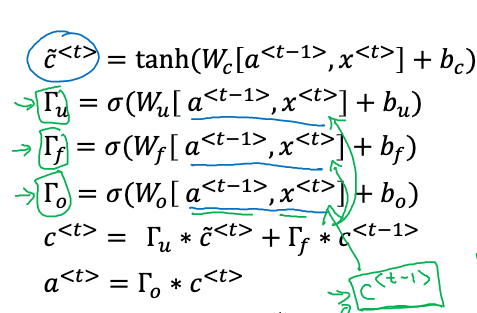 c̃^{<t>} = tanh(W_c[a^{<t−1>}, x^{<t>}] + b_c)
→ Γ_u = σ(W_u[ a^{<t−1>}, x^{<t>}] + b_u)
→ Γ_f = σ(W_f[ a^{<t−1>}, x^{<t>}] + b_f)
→ Γ_o = σ(W_o[ a^{<t−1>}, x^{<t>}] + b_o)
c^{<t>} = Γ_u * c̃^{<t>} + Γ_f * c^{<t−1>}
a^{<t>} = Γ_o * c^{<t>}
c^{<t-1>}